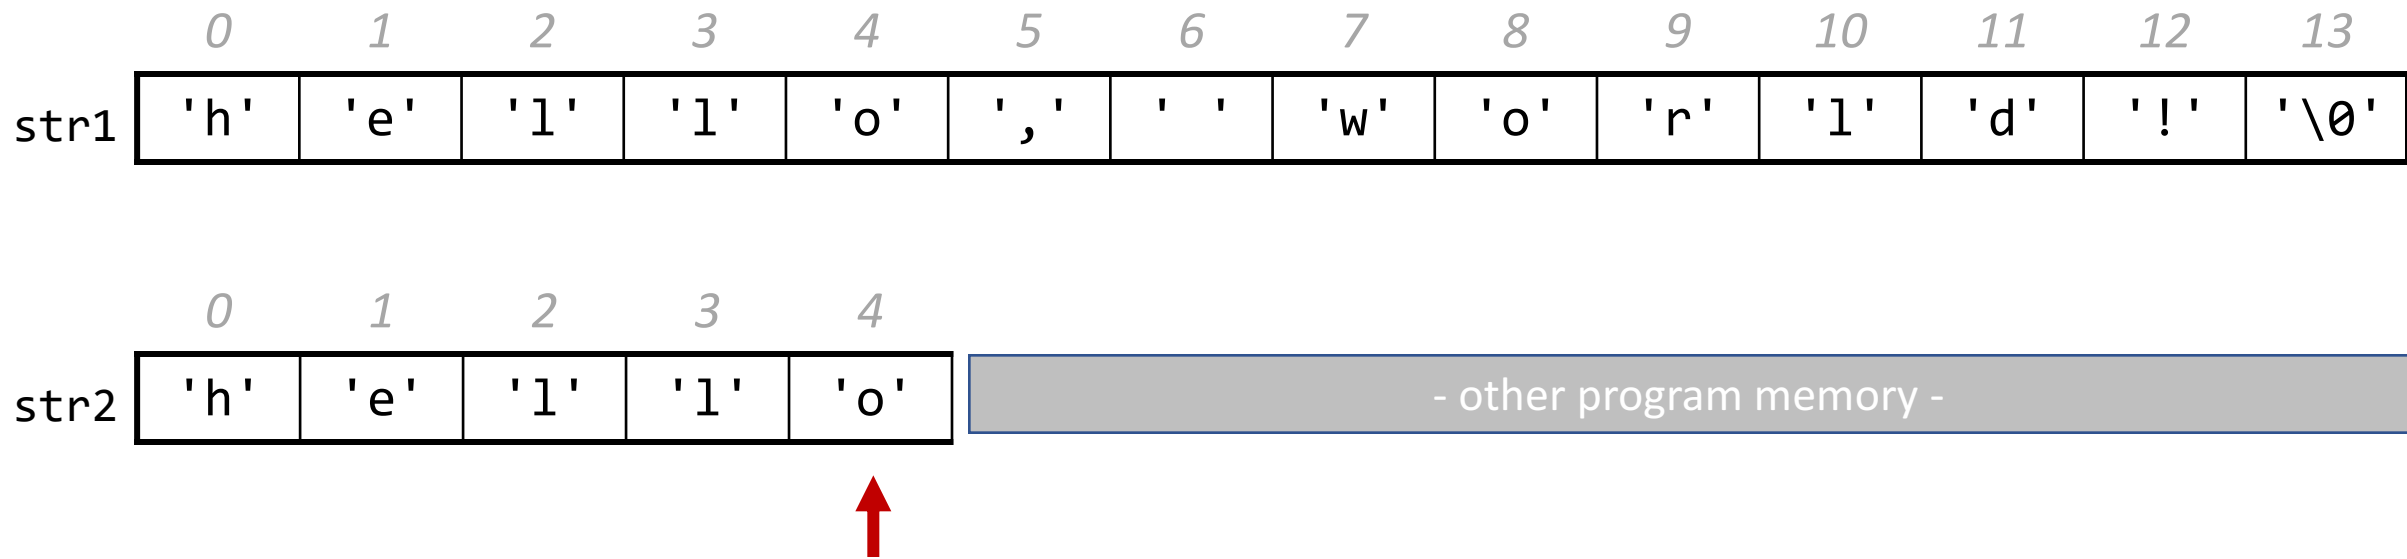 0 1 2 3 4 5 6 7 8 9 10 11 12 13
str1 'h' 'e' 'l' 'l' 'o' ',' ' ' 'w' 'o' 'r' 'l' 'd' '!' '\0'
0 1 2 3 4
str2 'h' 'e' 'l' 'l' 'o' - other program memory -